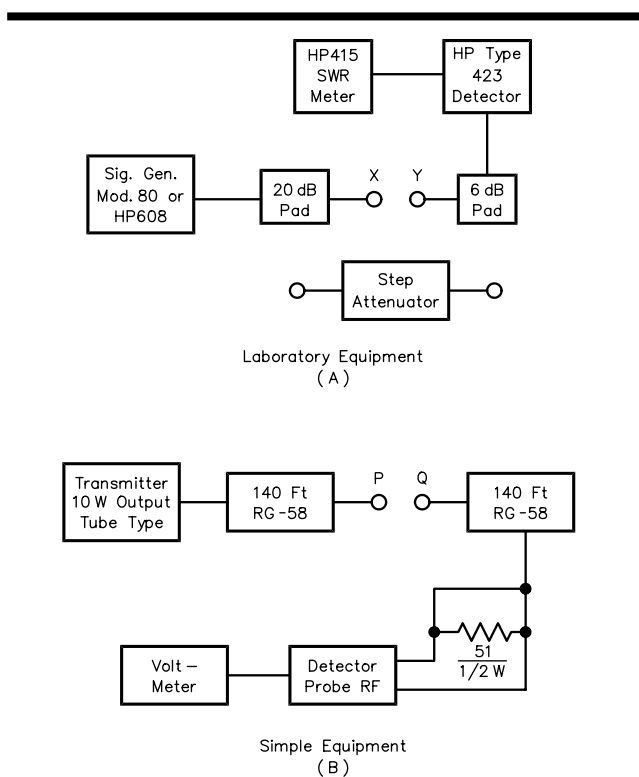 HP415
SWR
Meter
HP Type
423
Detector
Sig. Gen.
Mod. 80 or
HP608
20 dB
Pad
X
Y
6 dB
Pad
Step
Attenuator
Laboratory Equipment
(A)
Transmitter
10 W Output
Tube Type
140 Ft
RG-58
P
Q
140 Ft
RG-58
51
1/2 W
Volt-
Meter
Detector
Probe RF
Simple Equipment
(B)